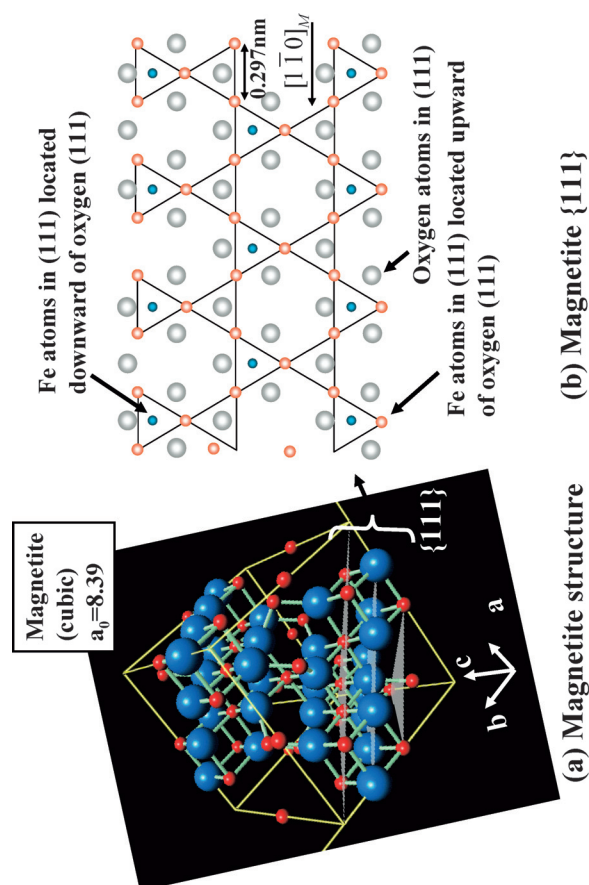 Magnetite
(cubic)
a₀=8.39
{111}
b
c
a
(a) Magnetite structure
Fe atoms in (111) located
downward of oxygen (111)
0.297nm
[11̄0]M
Oxygen atoms in (111)
Fe atoms in (111) located upward
of oxygen (111)
(b) Magnetite {111}